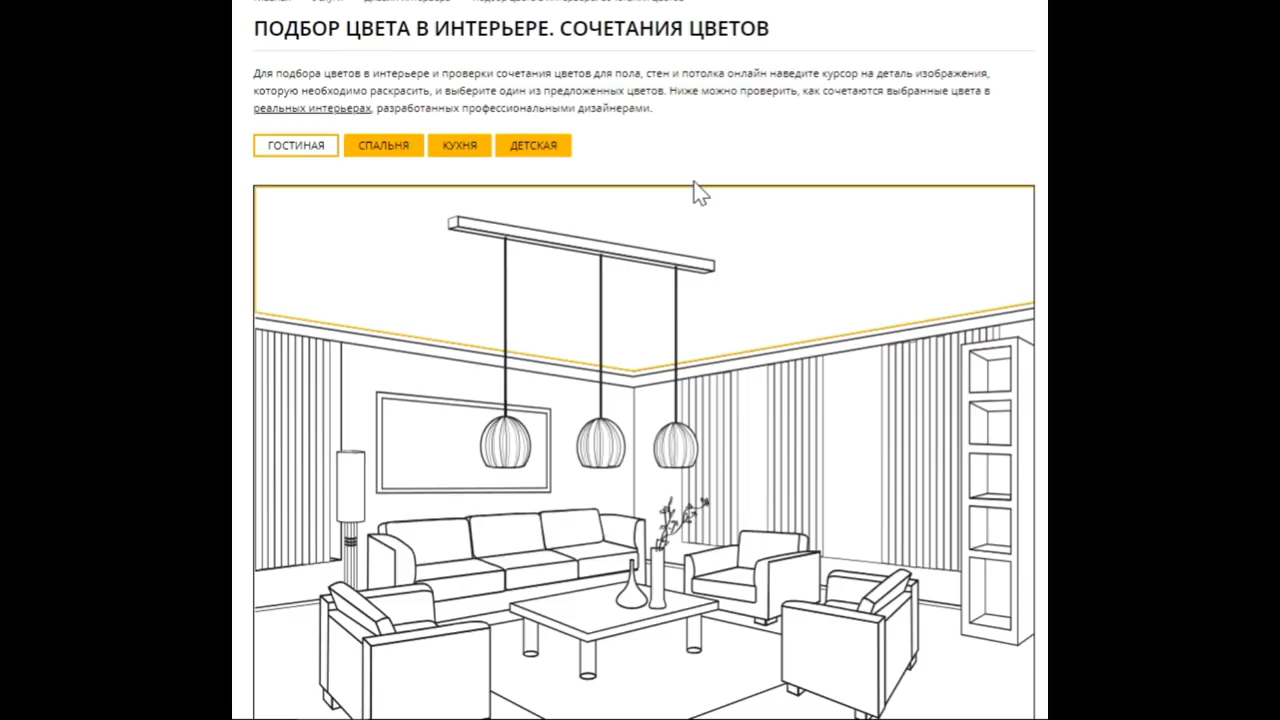 ПОДБОР ЦВЕТА В ИНТЕРЬЕРЕ. СОЧЕТАНИЯ ЦВЕТОВ
Для подбора цветов в интерьере и проверки сочетания цветов для пола, стен и потолка онлайн наведите курсор на деталь изображения,
которую необходимо раскрасить, и выберите один из предложенных цветов. Ниже можно проверить, как сочетаются выбранные цвета в
реальных интерьерах, разработанных профессиональными дизайнерами.
ГОСТИНАЯ СПАЛЬНЯ КУХНЯ ДЕТСКАЯ